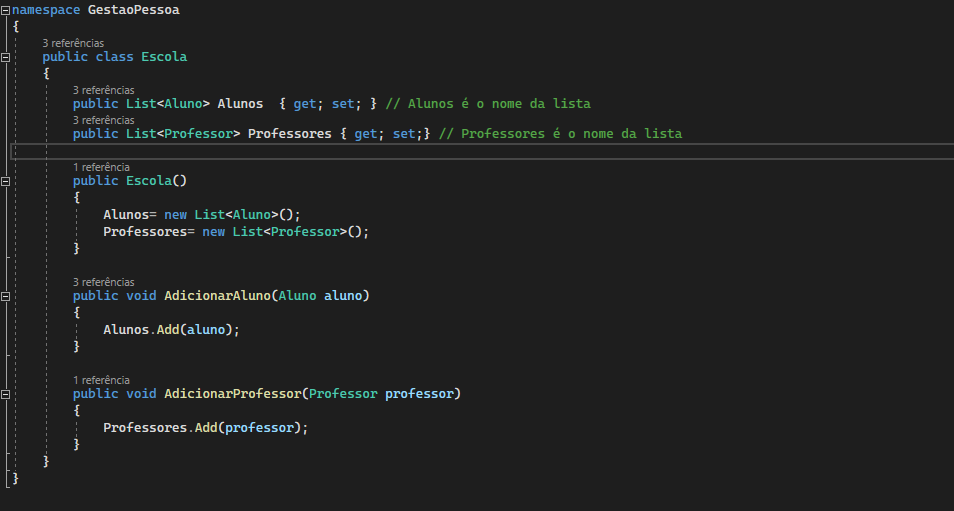 namespace GestaoPessoa
{
3 referências
public class Escola
{
3 referências
public List<Aluno> Alunos  { get; set; } // Alunos é o nome da lista
3 referências
public List<Professor> Professores { get; set;} // Professores é o nome da lista
1 referência
public Escola()
{
Alunos= new List<Aluno>();
Professores= new List<Professor>();
}
3 referências
public void AdicionarAluno(Aluno aluno)
{
Alunos.Add(aluno);
}
1 referência
public void AdicionarProfessor(Professor professor)
{
Professores.Add(professor);
}
}
}